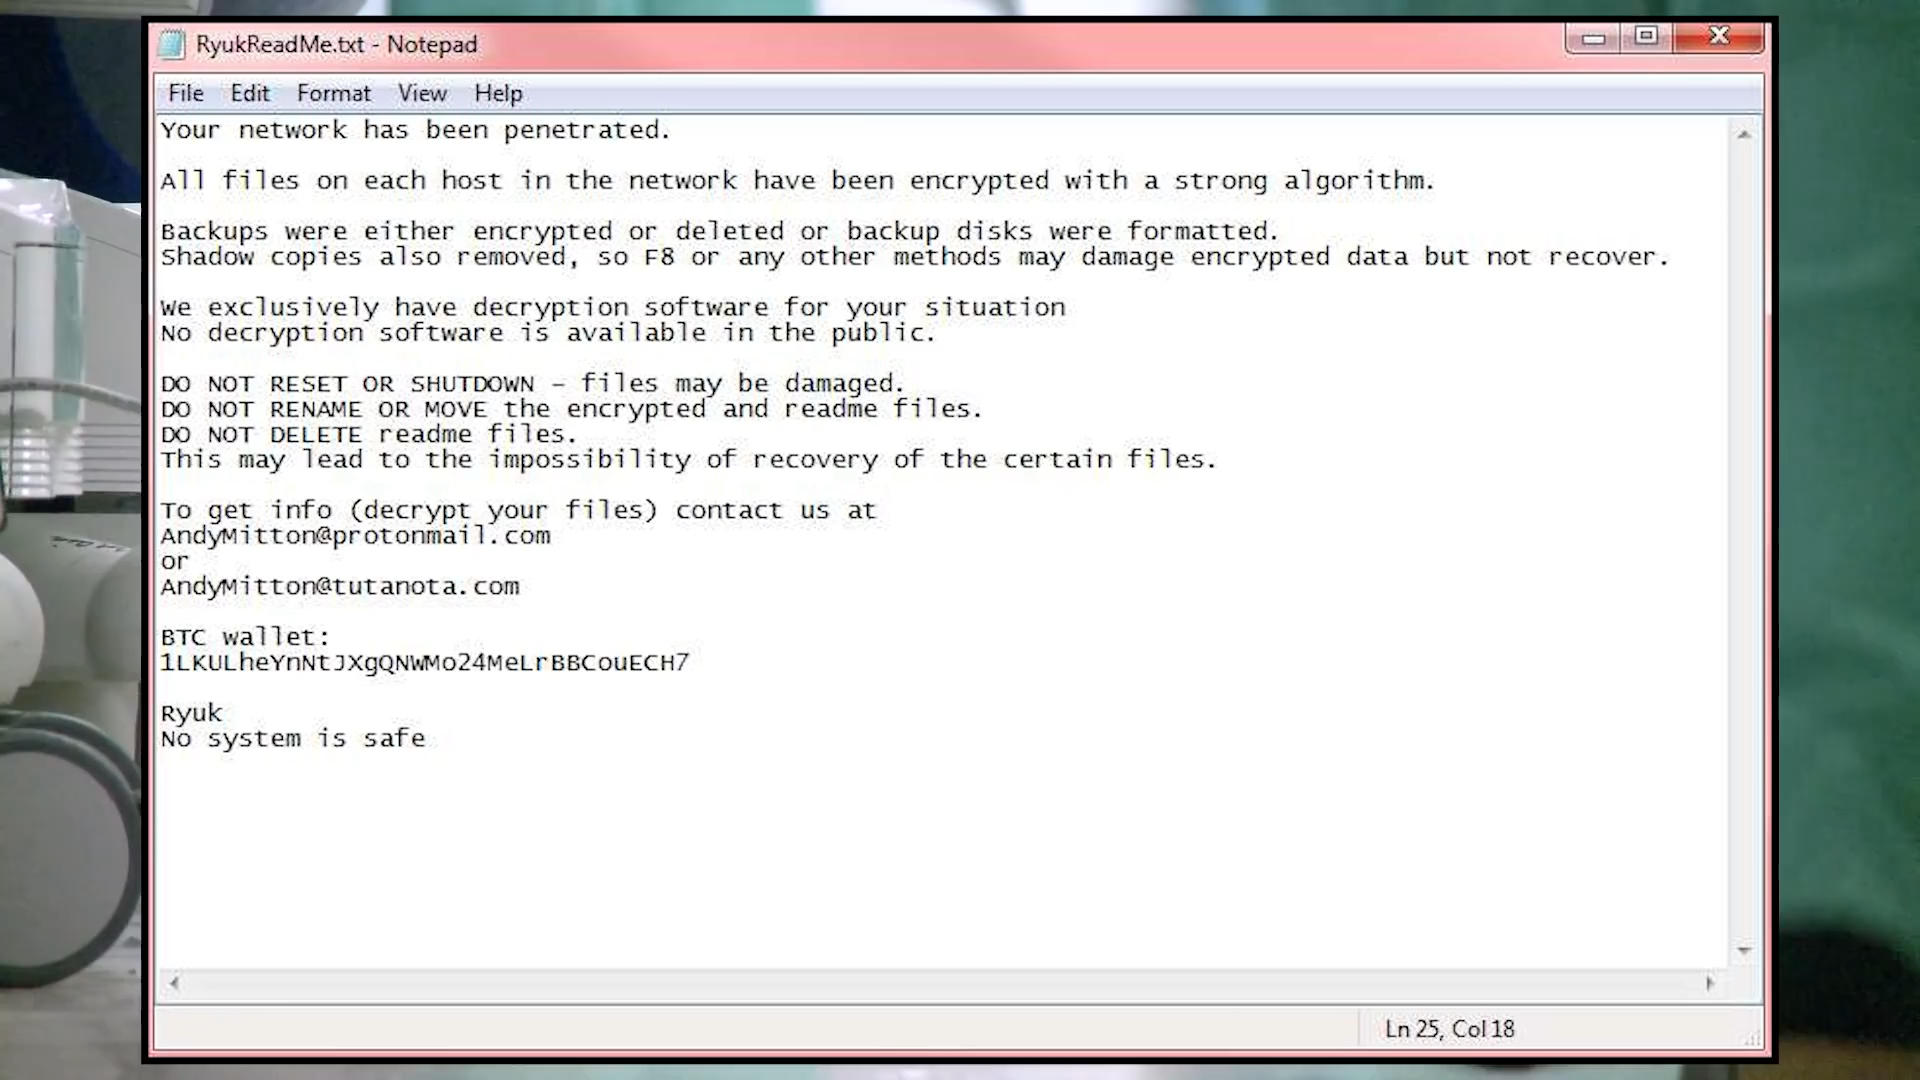 RyukReadMe.txt - Notepad
File Edit Format View Help
Your network has been penetrated.
All files on each host in the network have been encrypted with a strong algorithm.
Backups were either encrypted or deleted or backup disks were formatted.
Shadow copies also removed, so F8 or any other methods may damage encrypted data but not recover.
We exclusively have decryption software for your situation
No decryption software is available in the public.
DO NOT RESET OR SHUTDOWN – files may be damaged.
DO NOT RENAME OR MOVE the encrypted and readme files.
DO NOT DELETE readme files.
This may lead to the impossibility of recovery of the certain files.
To get info (decrypt your files) contact us at
AndyMitton@protonmail.com
or
AndyMitton@tutanota.com
BTC wallet:
1LKULheYnNtJXgQNWMo24MeLrBBCouECH7
Ryuk
No system is safe
Ln 25, Col 18